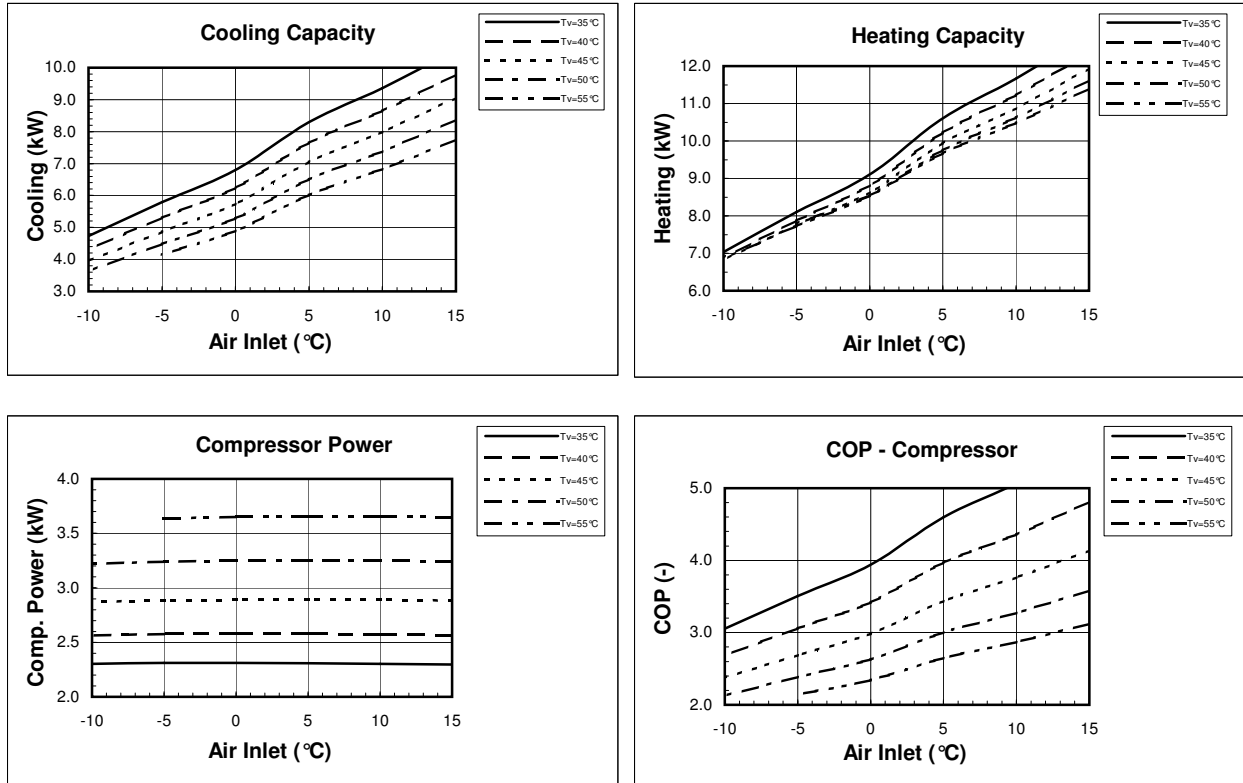 Cooling Capacity
Tv=35°C
Tv=40°C
Tv=45°C
Tv=50°C
Tv=55°C
Cooling (kW)
10.0
9.0
8.0
7.0
6.0
5.0
4.0
3.0
-10 -5 0 5 10 15
Air Inlet (°C)
Heating Capacity
Tv=35°C
Tv=40°C
Tv=45°C
Tv=50°C
Tv=55°C
Heating (kW)
12.0
11.0
10.0
9.0
8.0
7.0
6.0
-10 -5 0 5 10 15
Air Inlet (°C)
Compressor Power
Tv=35°C
Tv=40°C
Tv=45°C
Tv=50°C
Tv=55°C
Comp. Power (kW)
4.0
3.5
3.0
2.5
2.0
-10 -5 0 5 10 15
Air Inlet (°C)
COP - Compressor
Tv=35°C
Tv=40°C
Tv=45°C
Tv=50°C
Tv=55°C
COP (-)
5.0
4.0
3.0
2.0
-10 -5 0 5 10 15
Air Inlet (°C)